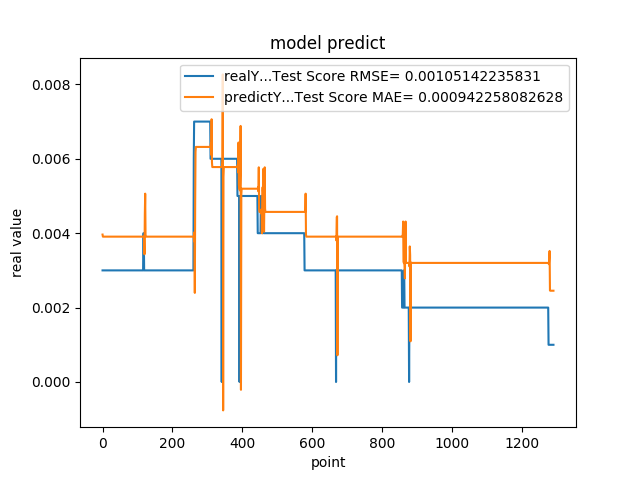 model predict
realY...Test Score RMSE= 0.00105142235831
predictY...Test Score MAE= 0.000942258082628
real value
0.008
0.006
0.004
0.002
0.000
0 200 400 600 800 1000 1200
point